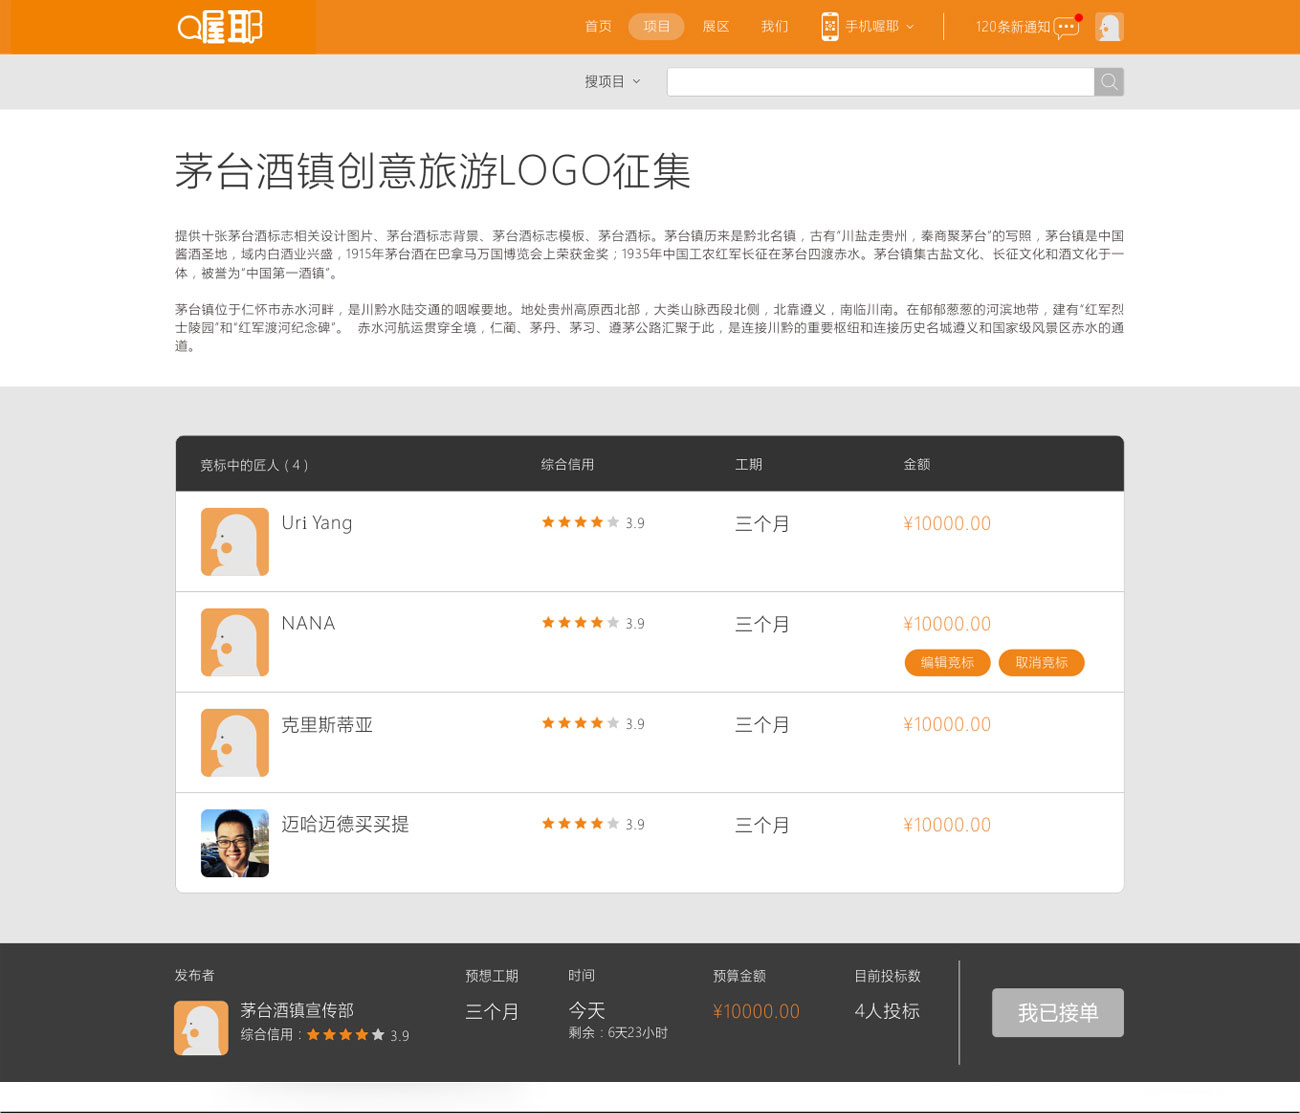 喔耶
首页 项目 展区 我们 手机喔耶 120条新通知
搜项目
茅台酒镇创意旅游LOGO征集
提供十张茅台酒标志相关设计图片、茅台酒标志背景、茅台酒标志模板、茅台酒标。茅台镇历来是黔北名镇，古有“川盐走贵州，秦商聚茅台”的写照，茅台镇是中国
酱酒圣地，域内白酒业兴盛，1915年茅台酒在巴拿马万国博览会上荣获金奖；1935年中国工农红军长征在茅台四渡赤水。茅台镇集古盐文化、长征文化和酒文化于一
体，被誉为“中国第一酒镇”。
茅台镇位于仁怀市赤水河畔，是川黔水陆交通的咽喉要地。地处贵州高原西北部，大类山脉西段北侧，北靠遵义，南临川南。在郁郁葱葱的河滨地带，建有“红军烈
士陵园”和“红军渡河纪念碑”。 赤水河航运贯穿全境，仁蔺、茅丹、茅习、遵茅公路汇聚于此，是连接川黔的重要枢纽和连接历史名城遵义和国家级风景区赤水的通
道。
竞标中的匠人（4） 综合信用 工期 金额
Uri Yang 3.9 三个月 ¥10000.00
NANA 3.9 三个月 ¥10000.00
编辑竞标 取消竞标
克里斯蒂亚 3.9 三个月 ¥10000.00
迈哈迈德买买提 3.9 三个月 ¥10000.00
发布者 预想工期 时间 预算金额 目前投标数
茅台酒镇宣传部 三个月 今天 ¥10000.00 4人投标 我已接单
综合信用： 3.9 剩余：6天23小时